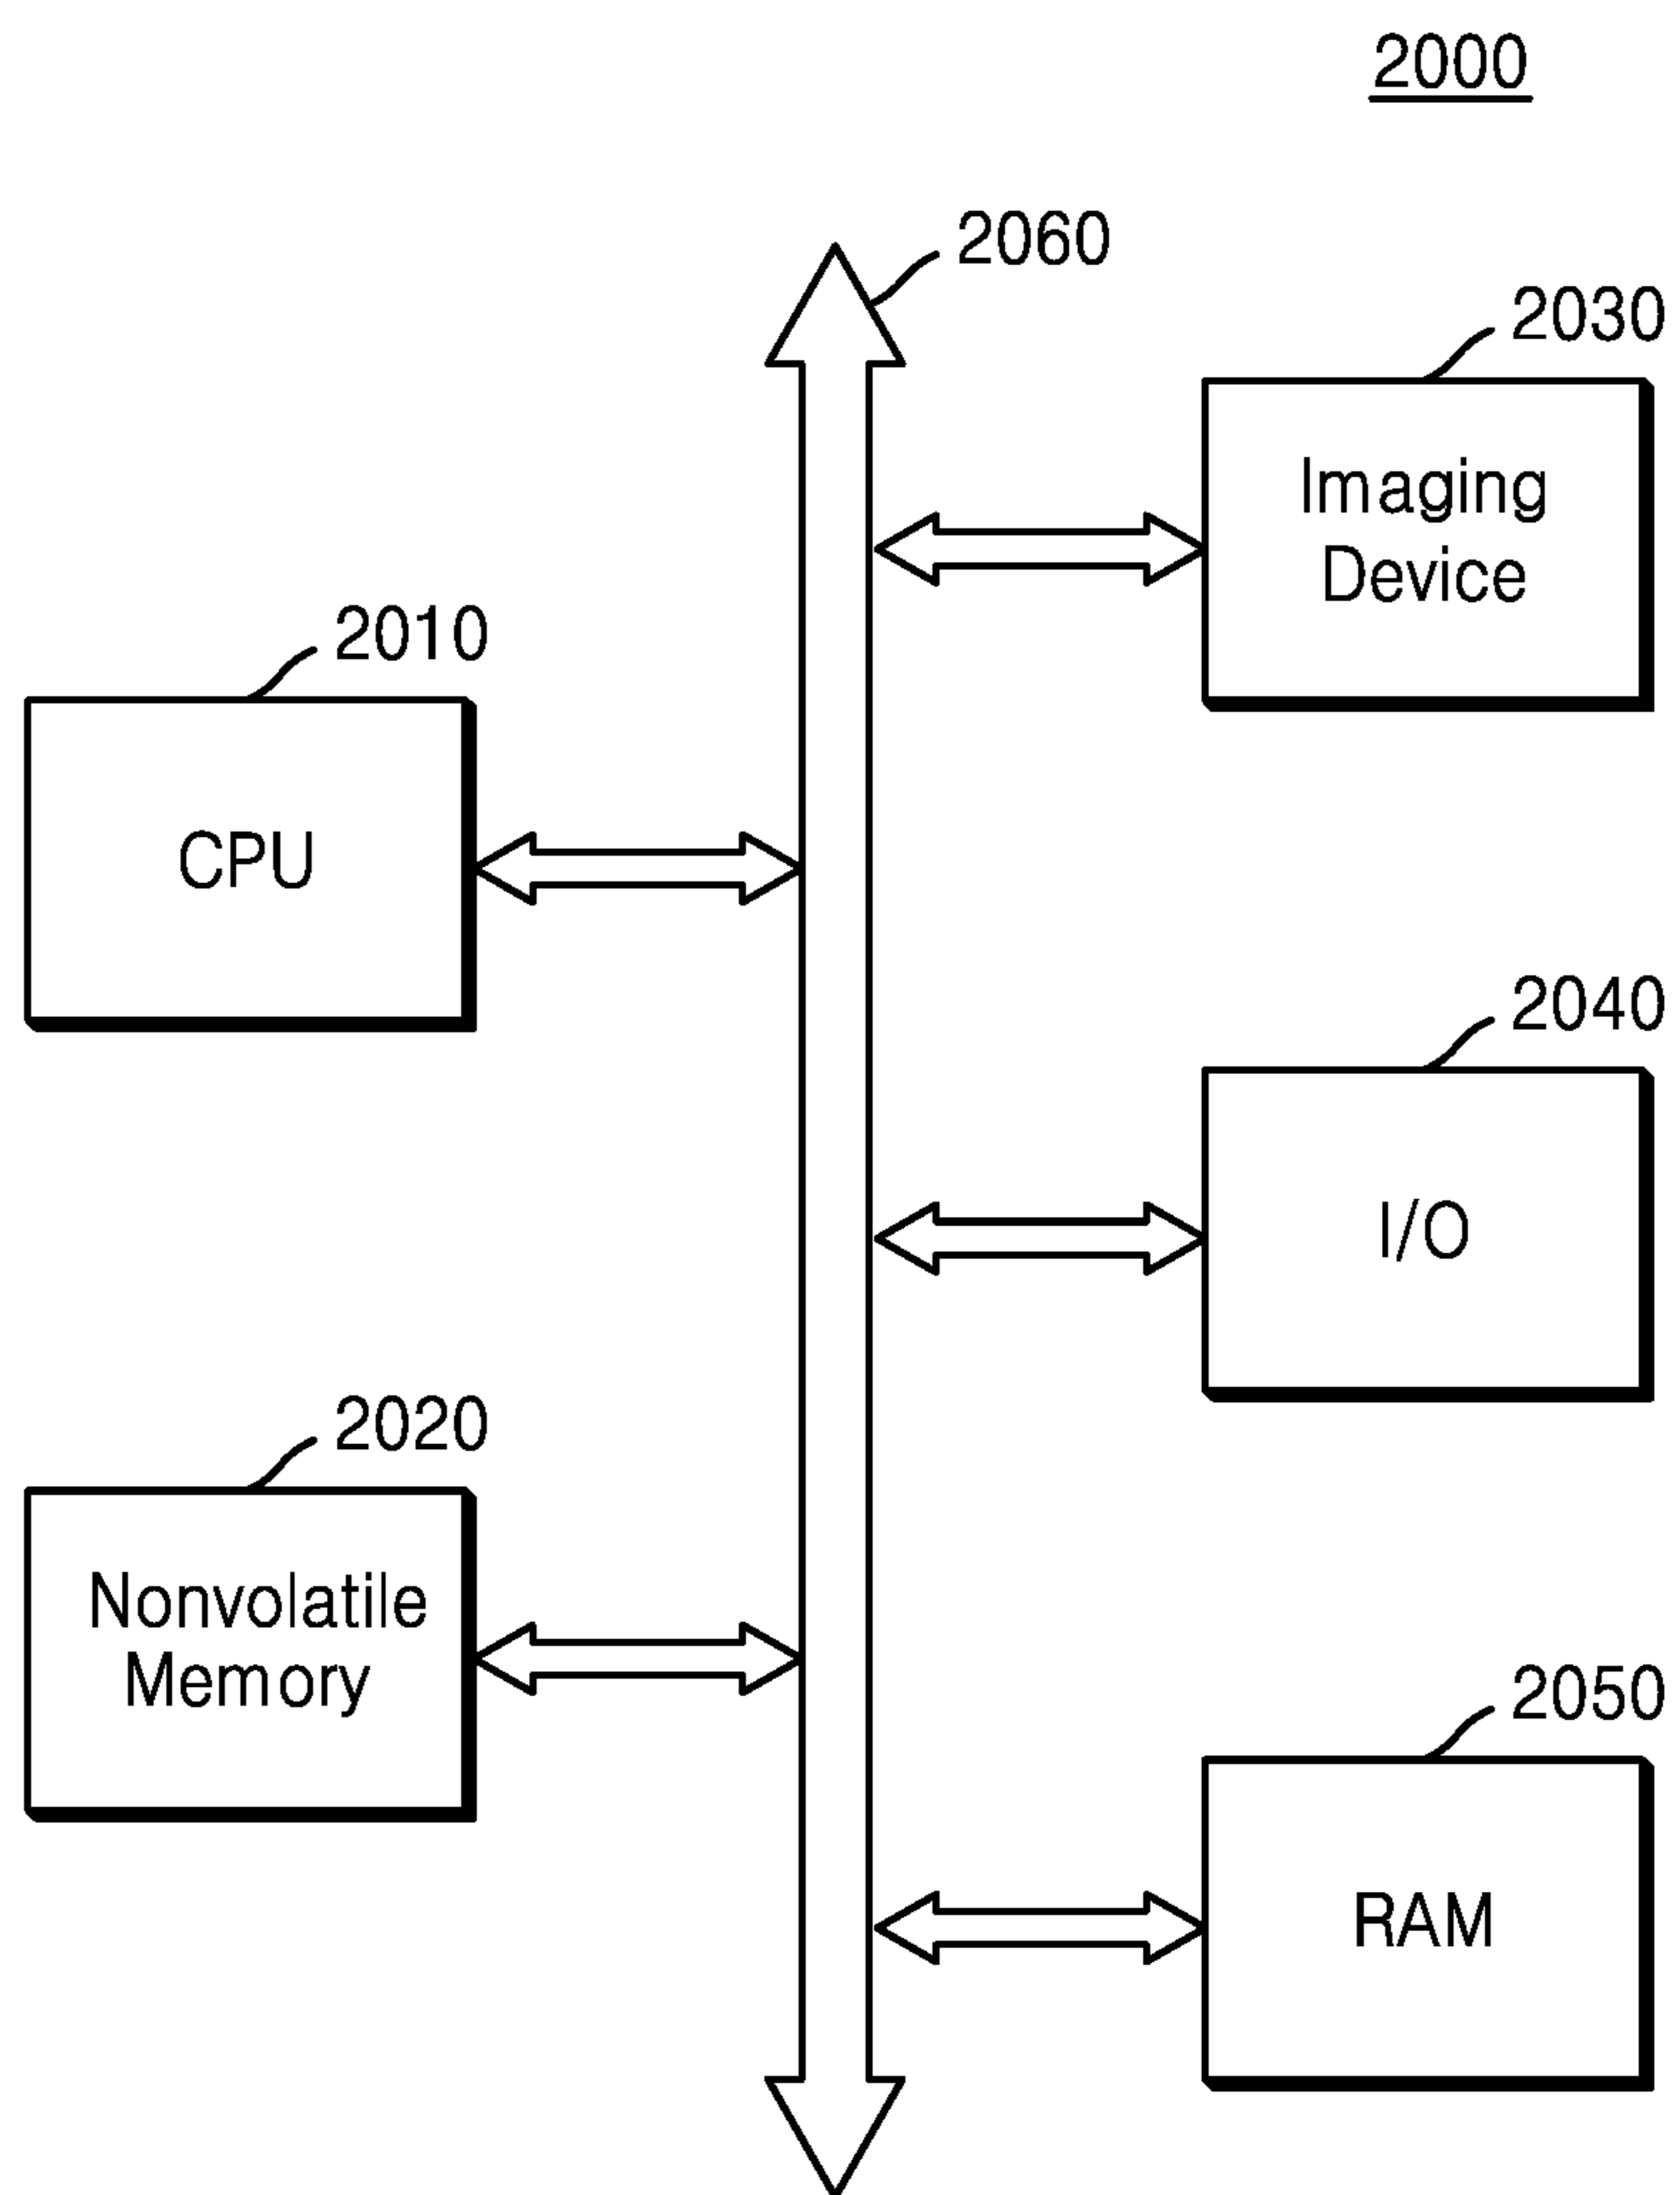 2000
2060
2030
Imaging
Device
2010
CPU
2040
I/O
2020
Nonvolatile
Memory
2050
RAM